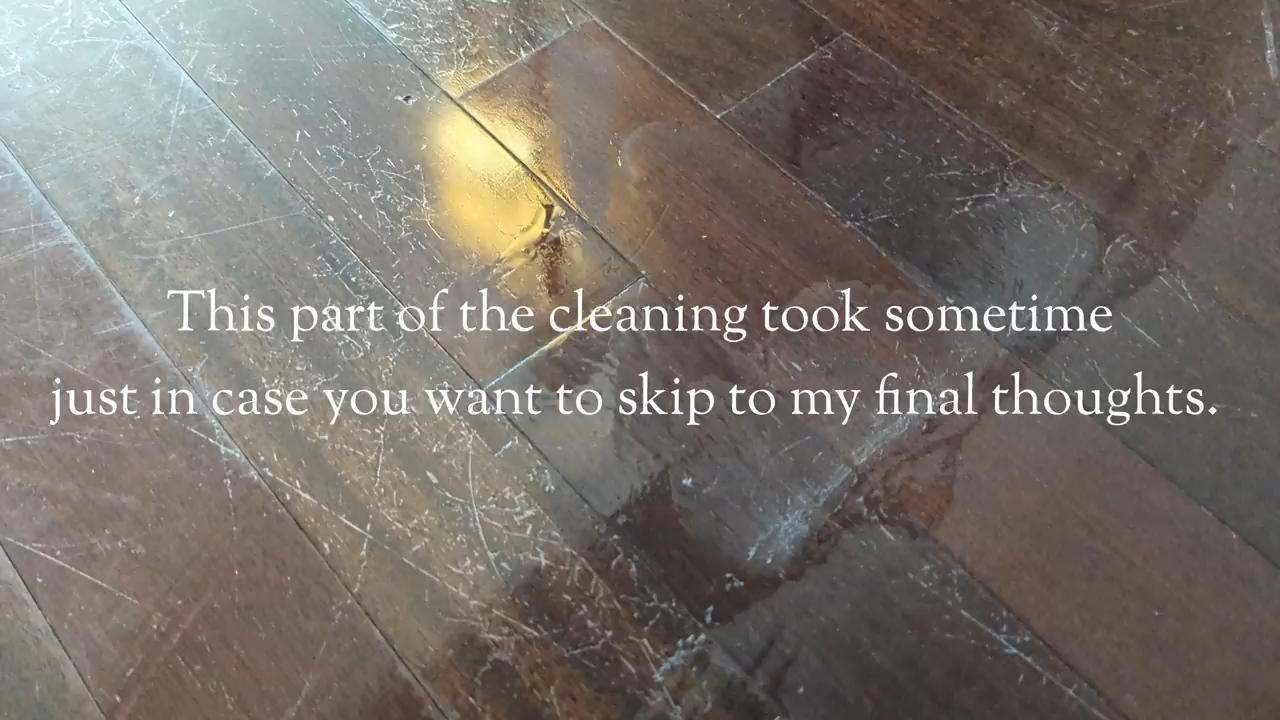 This part of the cleaning took sometime
just in case you want to skip to my final thoughts.